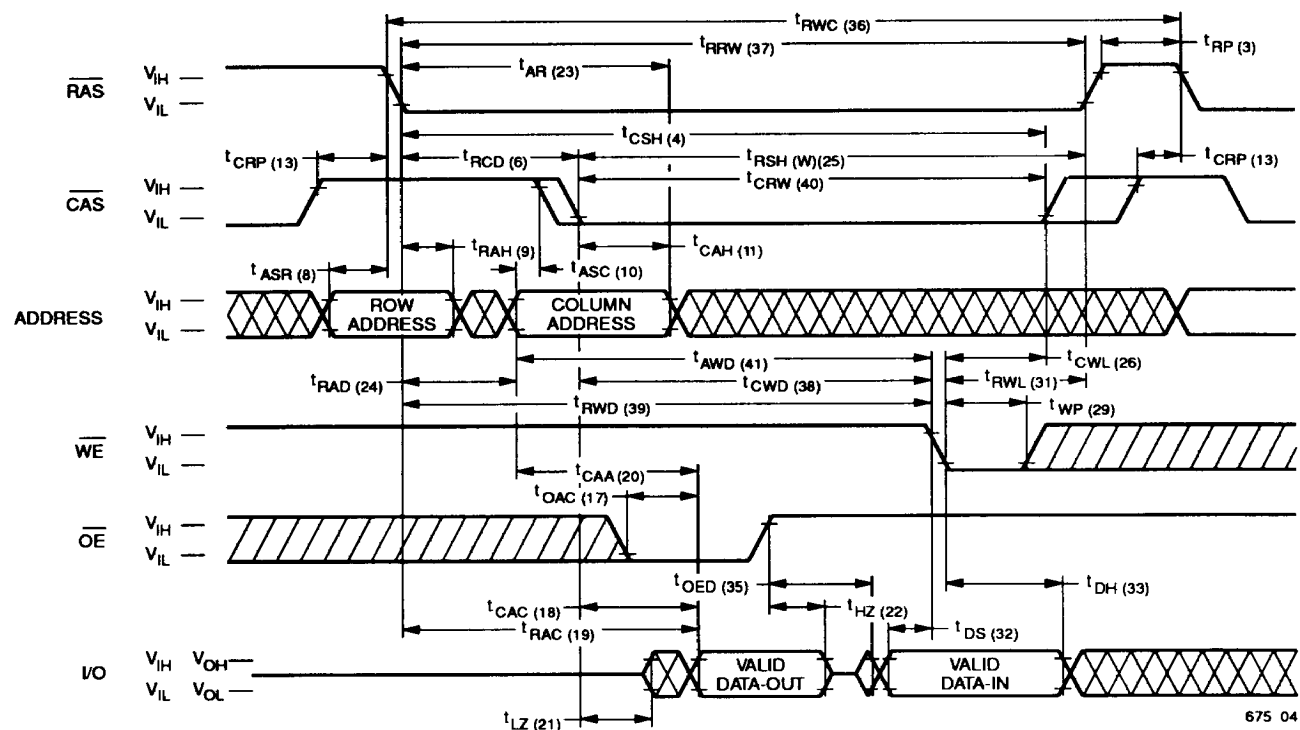 tRWC (36)
tRRW (37)
tRP (3)
tAR (23)
RAS
VIH
VIL
tCSH (4)
tCRP (13)
tRCD (6)
tRSH (W)(25)
tCRP (13)
tCRW (40)
CAS
VIH
VIL
tRAH (9)
tCAH (11)
tASR (8)
tASC (10)
ADDRESS
VIH
VIL
ROW
ADDRESS
COLUMN
ADDRESS
tAWD (41)
tCWL (26)
tRAD (24)
tCWD (38)
tRWL (31)
tRWD (39)
tWP (29)
WE
VIH
VIL
tCAA (20)
tOAC (17)
OE
VIH
VIL
tOED (35)
tDH (33)
tCAC (18)
tHZ (22)
tRAC (19)
tDS (32)
I/O
VIH VOH
VIL VOL
VALID
DATA-OUT
VALID
DATA-IN
tLZ (21)
675 04